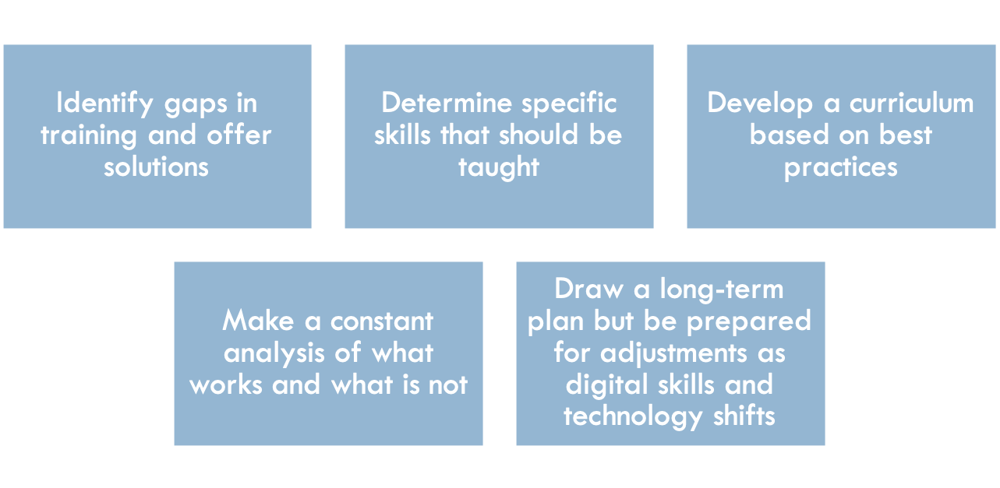 Identify gaps in
training and offer
solutions
Determine specific
skills that should be
taught
Develop a curriculum
based on best
practices
Make a constant
analysis of what
works and what is not
Draw a long-term
plan but be prepared
for adjustments as
digital skills and
technology shifts